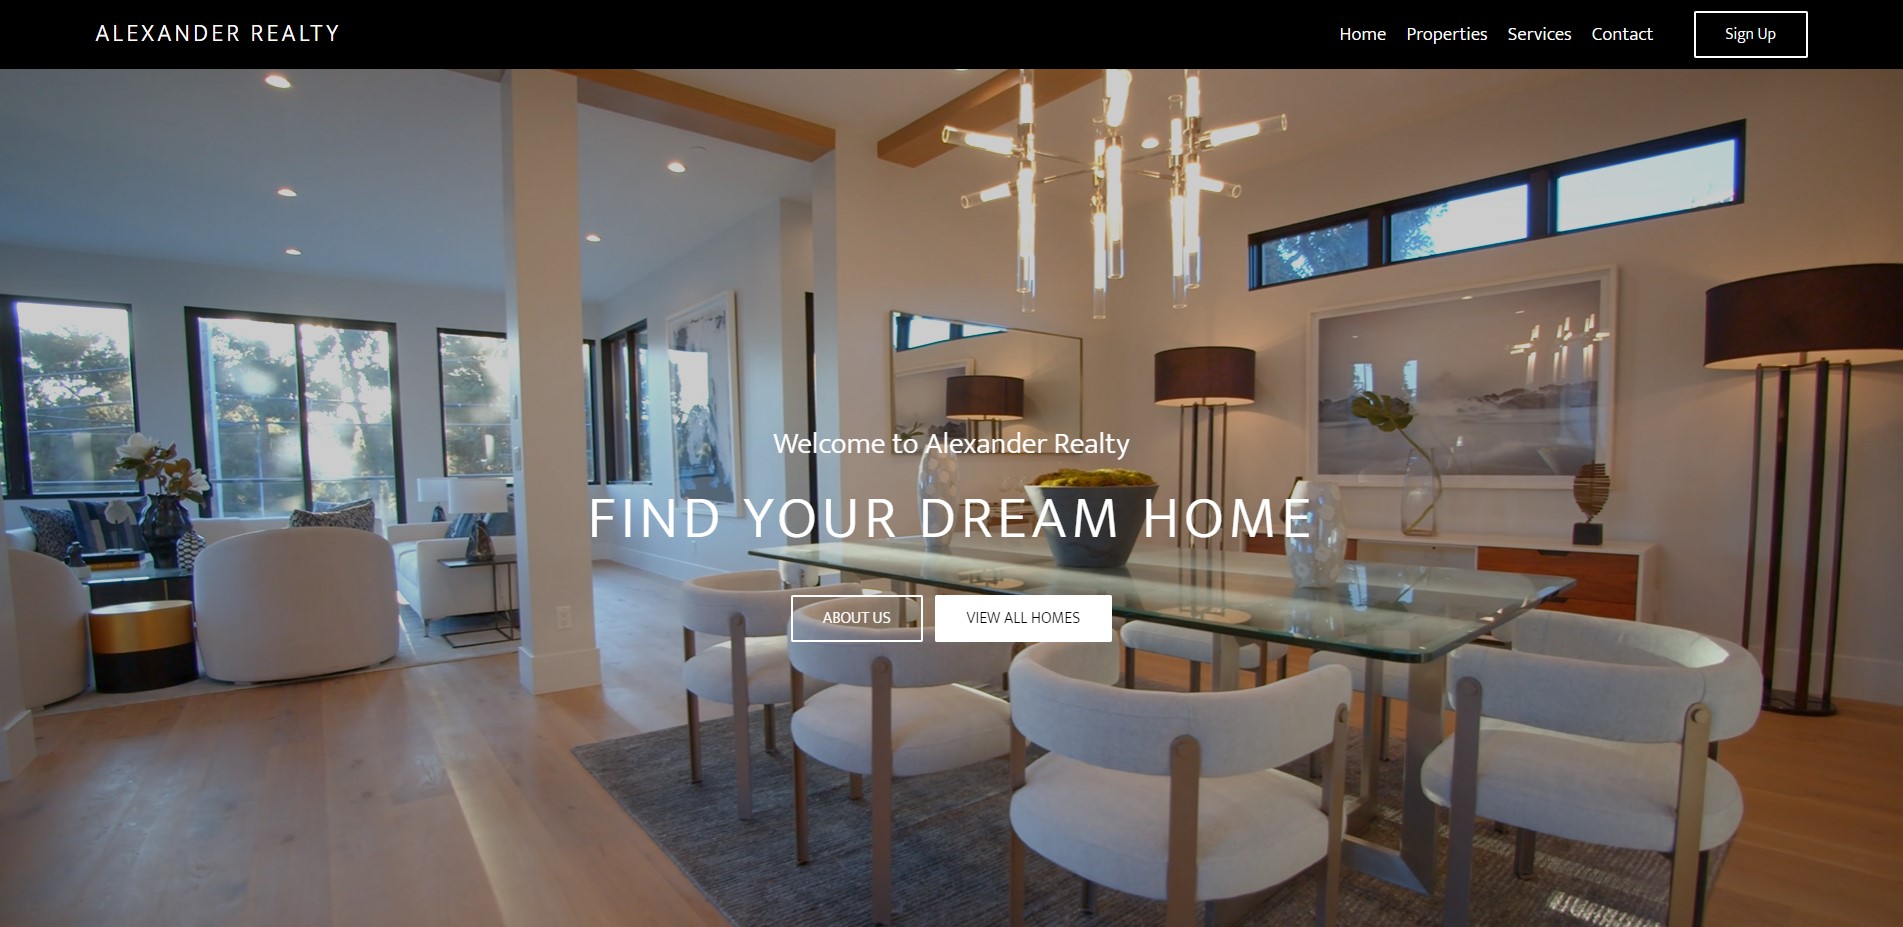 ALEXANDER REALTY
Home Properties Services Contact Sign Up
Welcome to Alexander Realty
FIND YOUR DREAM HOME
ABOUT US VIEW ALL HOMES